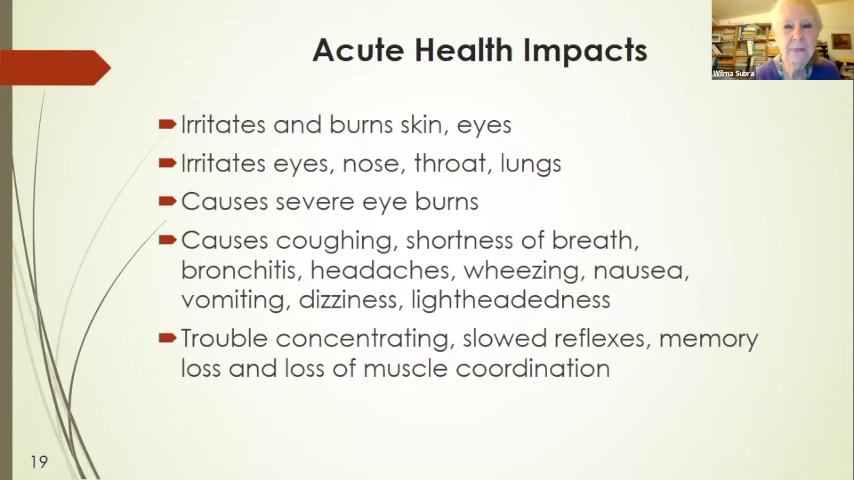 Acute Health Impacts
Wilma Subra
Irritates and burns skin, eyes
Irritates eyes, nose, throat, lungs
Causes severe eye burns
Causes coughing, shortness of breath,
bronchitis, headaches, wheezing, nausea,
vomiting, dizziness, lightheadedness
Trouble concentrating, slowed reflexes, memory
loss and loss of muscle coordination
19